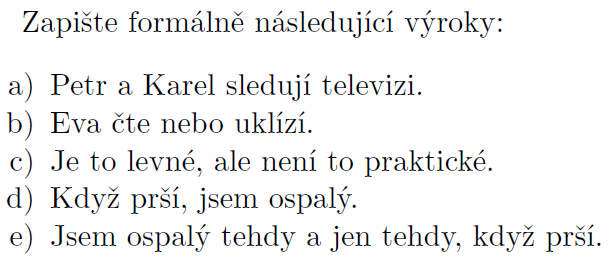 Zapište formálně následující výroky:
a) Petr a Karel sledují televizi.
b) Eva čte nebo uklízí.
c) Je to levné, ale není to praktické.
d) Když prší, jsem ospalý.
e) Jsem ospalý tehdy a jen tehdy, když prší.